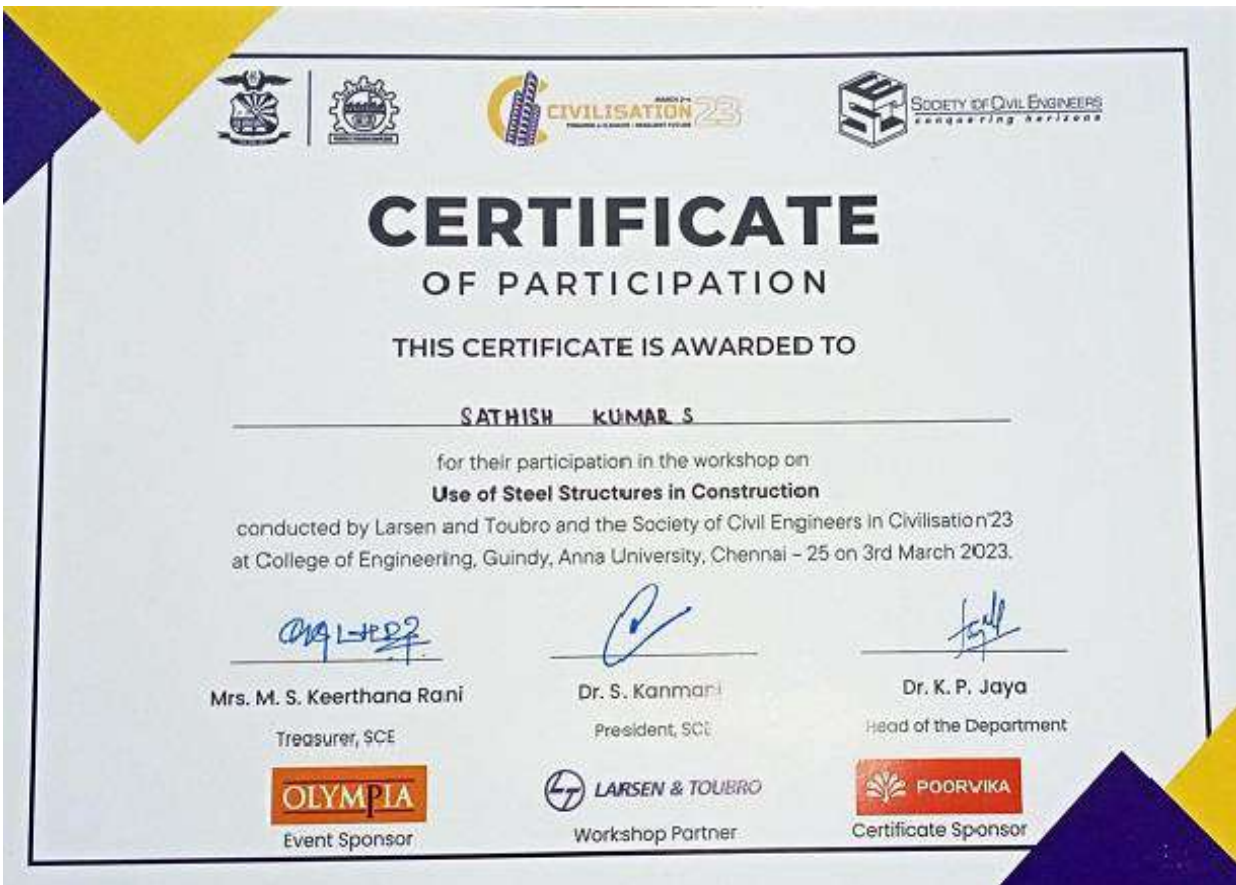 MARCH 2-4
CIVILISATION 23
SOCIETY OF CIVIL ENGINEERS
conquering horizons
CERTIFICATE
OF PARTICIPATION
THIS CERTIFICATE IS AWARDED TO
SATHISH KUMAR S
for their participation in the workshop on
Use of Steel Structures in Construction
conducted by Larsen and Toubro and the Society of Civil Engineers in Civilisation'23
at College of Engineering, Guindy, Anna University, Chennai – 25 on 3rd March 2023.
Mrs. M. S. Keerthana Rani
Dr. S. Kanmani
Dr. K. P. Jaya
Treasurer, SCE
President, SCE
Head of the Department
OLYMPIA
LARSEN & TOUBRO
POORVIKA
Event Sponsor
Workshop Partner
Certificate Sponsor